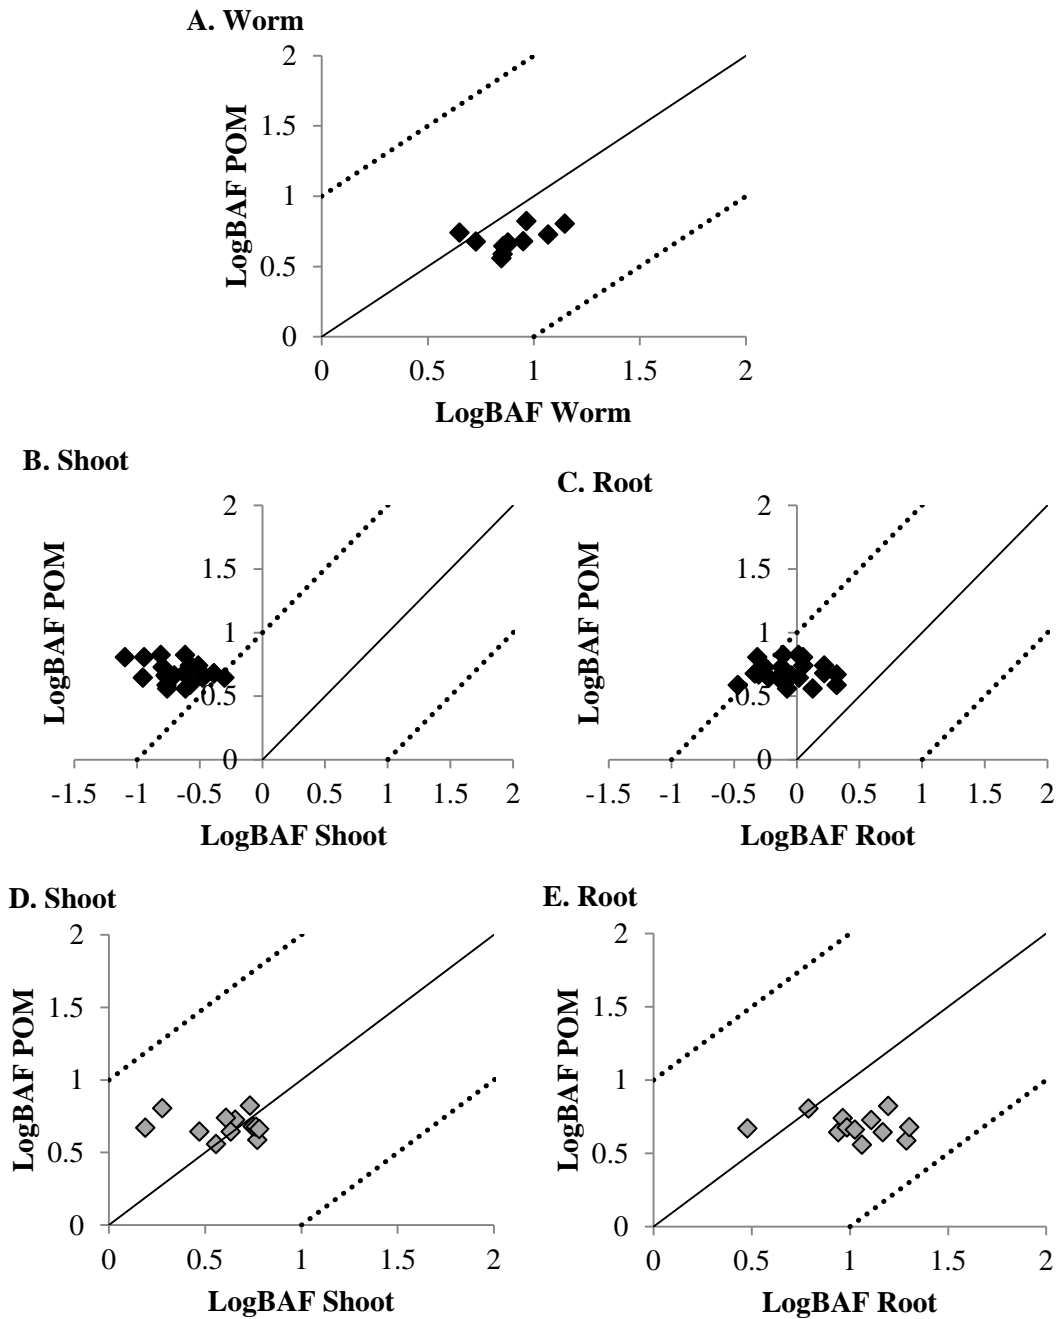 A. Worm
2
1.5
1
0.5
0
LogBAF POM
0 0.5 1 1.5 2
LogBAF Worm
B. Shoot
2
1.5
1
0.5
0
LogBAF POM
-1.5 -1 -0.5 0 0.5 1 1.5 2
LogBAF Shoot
C. Root
2
1.5
1
0.5
0
LogBAF POM
-1.5 -1 -0.5 0 0.5 1 1.5 2
LogBAF Root
D. Shoot
2
1.5
1
0.5
0
LogBAF POM
0 0.5 1 1.5 2
LogBAF Shoot
E. Root
2
1.5
1
0.5
0
LogBAF POM
0 0.5 1 1.5 2
LogBAF Root